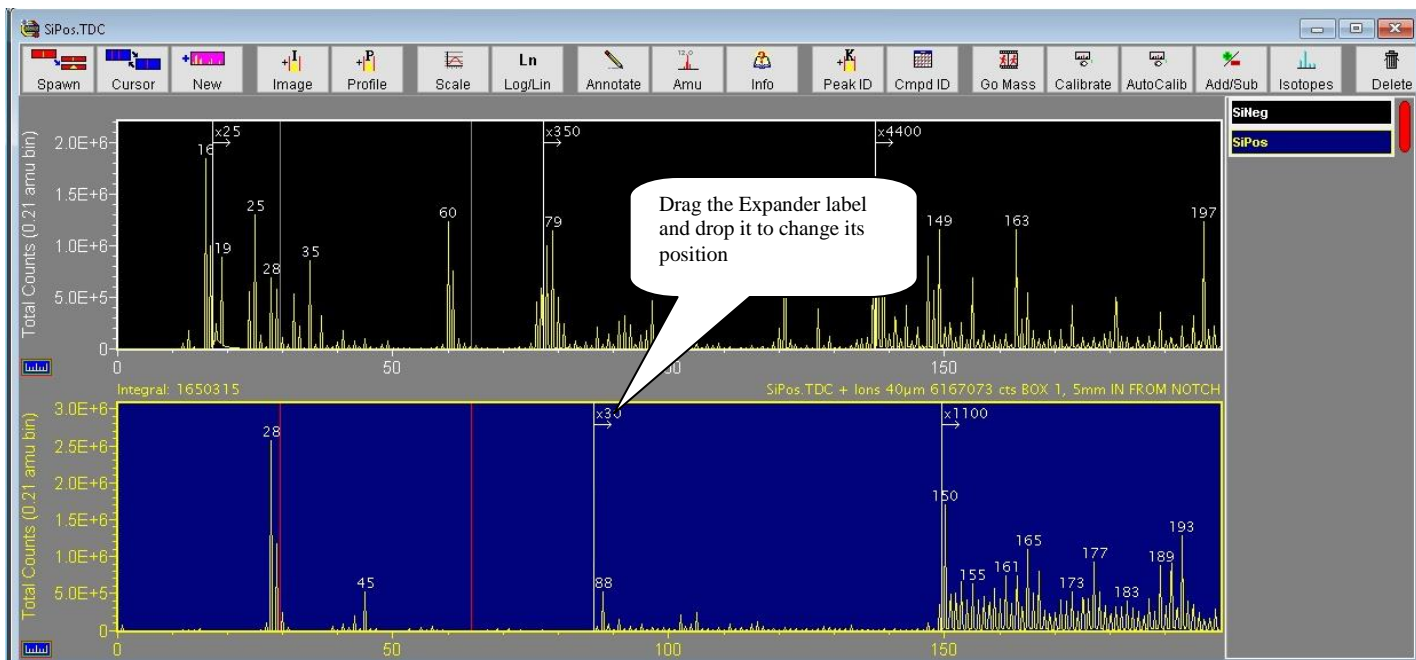 SiPos.TDC
Spawn Cursor New Image Profile Scale Ln Log/Lin Annotate Amu Info Peak ID Cmpd ID Go Mass Calibrate AutoCalib Add/Sub Isotopes Delete
SiNeg
SiPos
Total Counts (0.21 amu bin)
2.0E+6
1.5E+6
1.0E+6
5.0E+5
0
x25 x350 x4400
16 19 25 28 35 60 79 149 163 197
Drag the Expander label
and drop it to change its
position
0 50 150
Integral: 1650315 SiPos.TDC + Ions 40µm 6167073 cts BOX 1, 5mm IN FROM NOTCH
Total Counts (0.21 amu bin)
3.0E+6
2.5E+6
2.0E+6
1.5E+6
1.0E+6
5.0E+5
0
x1100
28 45 88 150 155 161 165 173 177 183 189 193
0 50 100 150